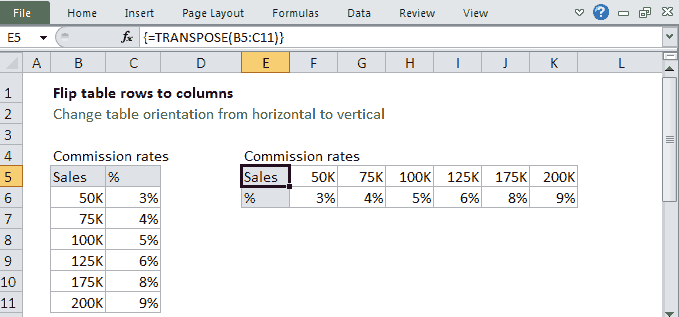 File Home Insert Page Layout Formulas Data Review View
E5 fx {=TRANSPOSE(B5:C11)}
A B C D E F G H I J K L
1 Flip table rows to columns
2 Change table orientation from horizontal to vertical
3
4 Commission rates Commission rates
5 Sales % Sales 50K 75K 100K 125K 175K 200K
6 50K 3% % 3% 4% 5% 6% 8% 9%
7 75K 4%
8 100K 5%
9 125K 6%
10 175K 8%
11 200K 9%